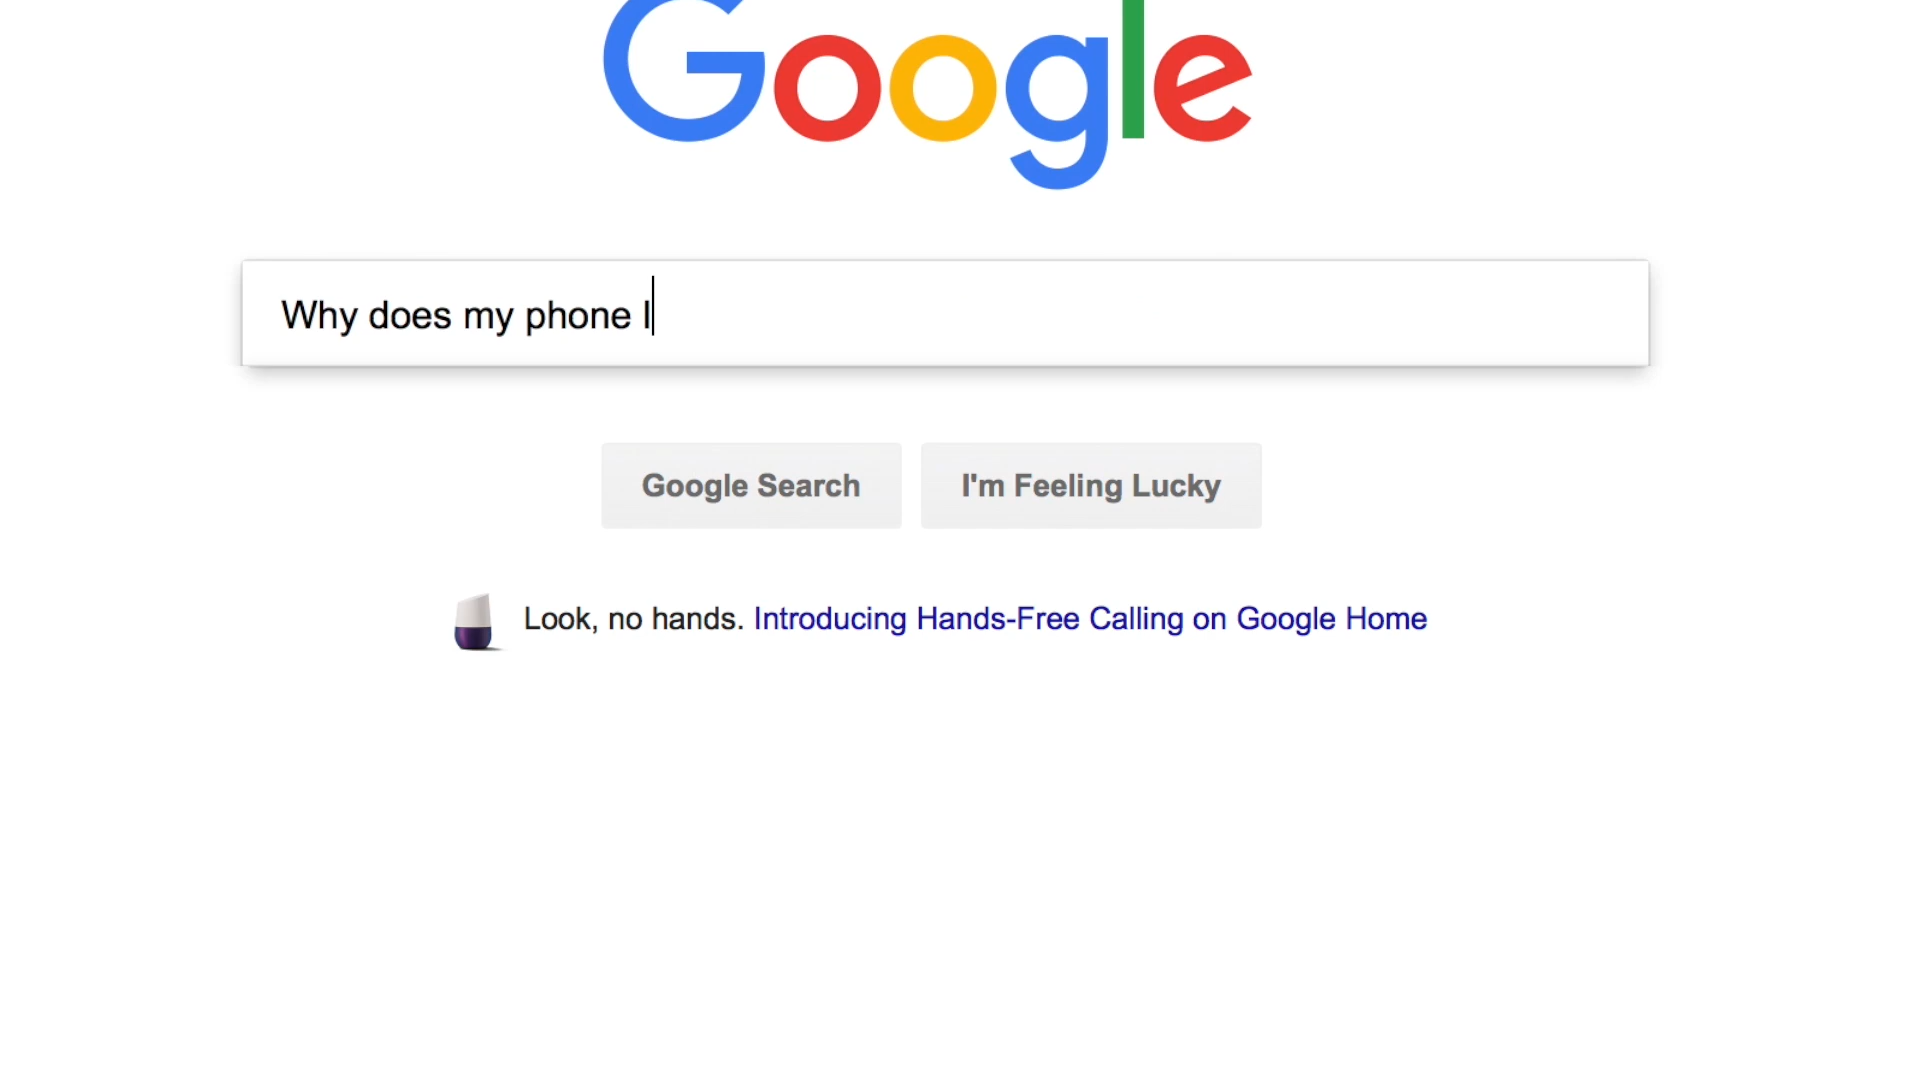 Google
Why does my phone l
Google Search
I'm Feeling Lucky
Look, no hands. Introducing Hands-Free Calling on Google Home